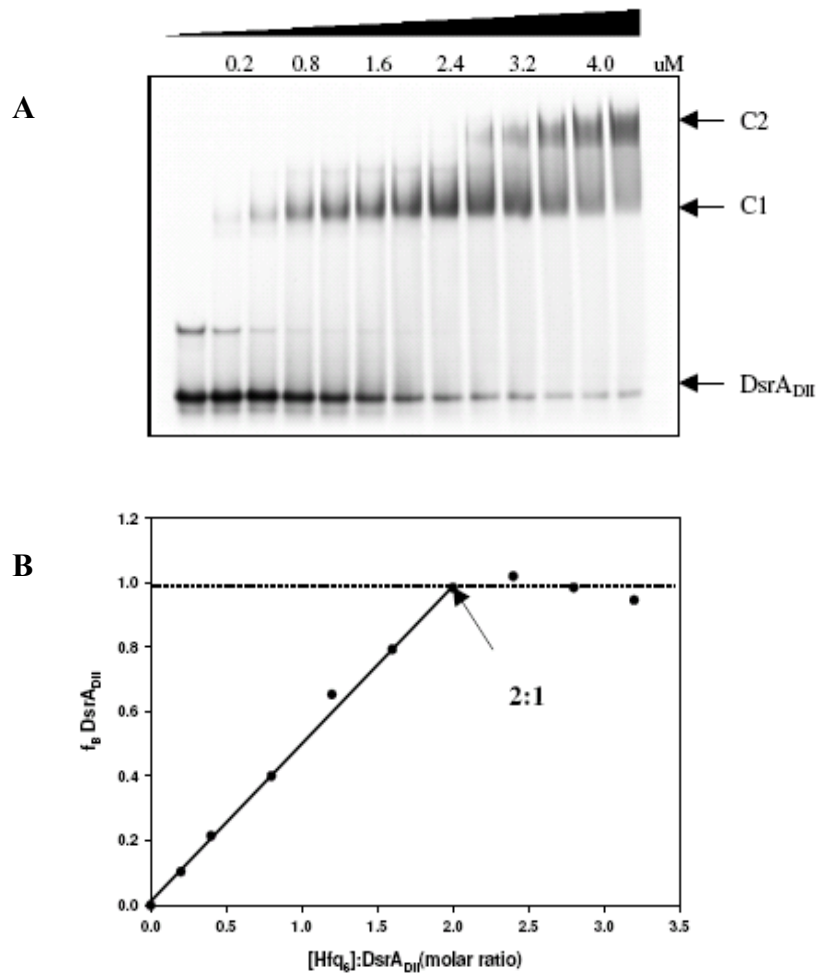 0.2 0.8 1.6 2.4 3.2 4.0 uM
A
C2
C1
DsrA_DII
B
1.2
1.0
0.8
0.6
0.4
0.2
0.0
f_B DsrA_DII
2:1
0.0 0.5 1.0 1.5 2.0 2.5 3.0 3.5
[Hfq_6]:DsrA_DII(molar ratio)